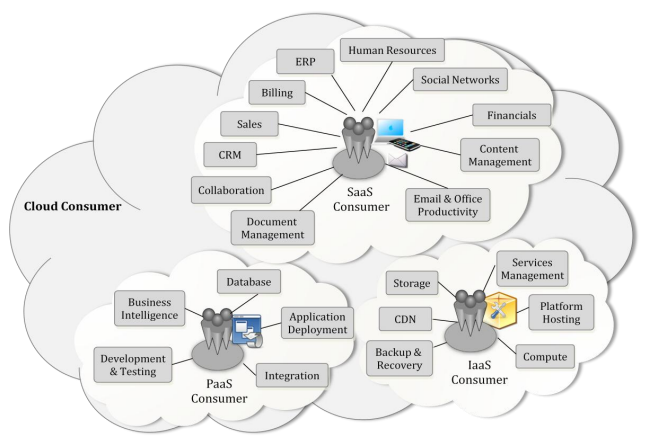 Human Resources
ERP
Social Networks
Billing
Financials
Sales
Content
Management
CRM
Collaboration
SaaS
Consumer
Email & Office
Productivity
Document
Management
Cloud Consumer
Database
Business
Intelligence
Application
Deployment
Development
& Testing
Integration
PaaS
Consumer
Services
Management
Storage
Platform
Hosting
CDN
Backup &
Recovery
Compute
IaaS
Consumer